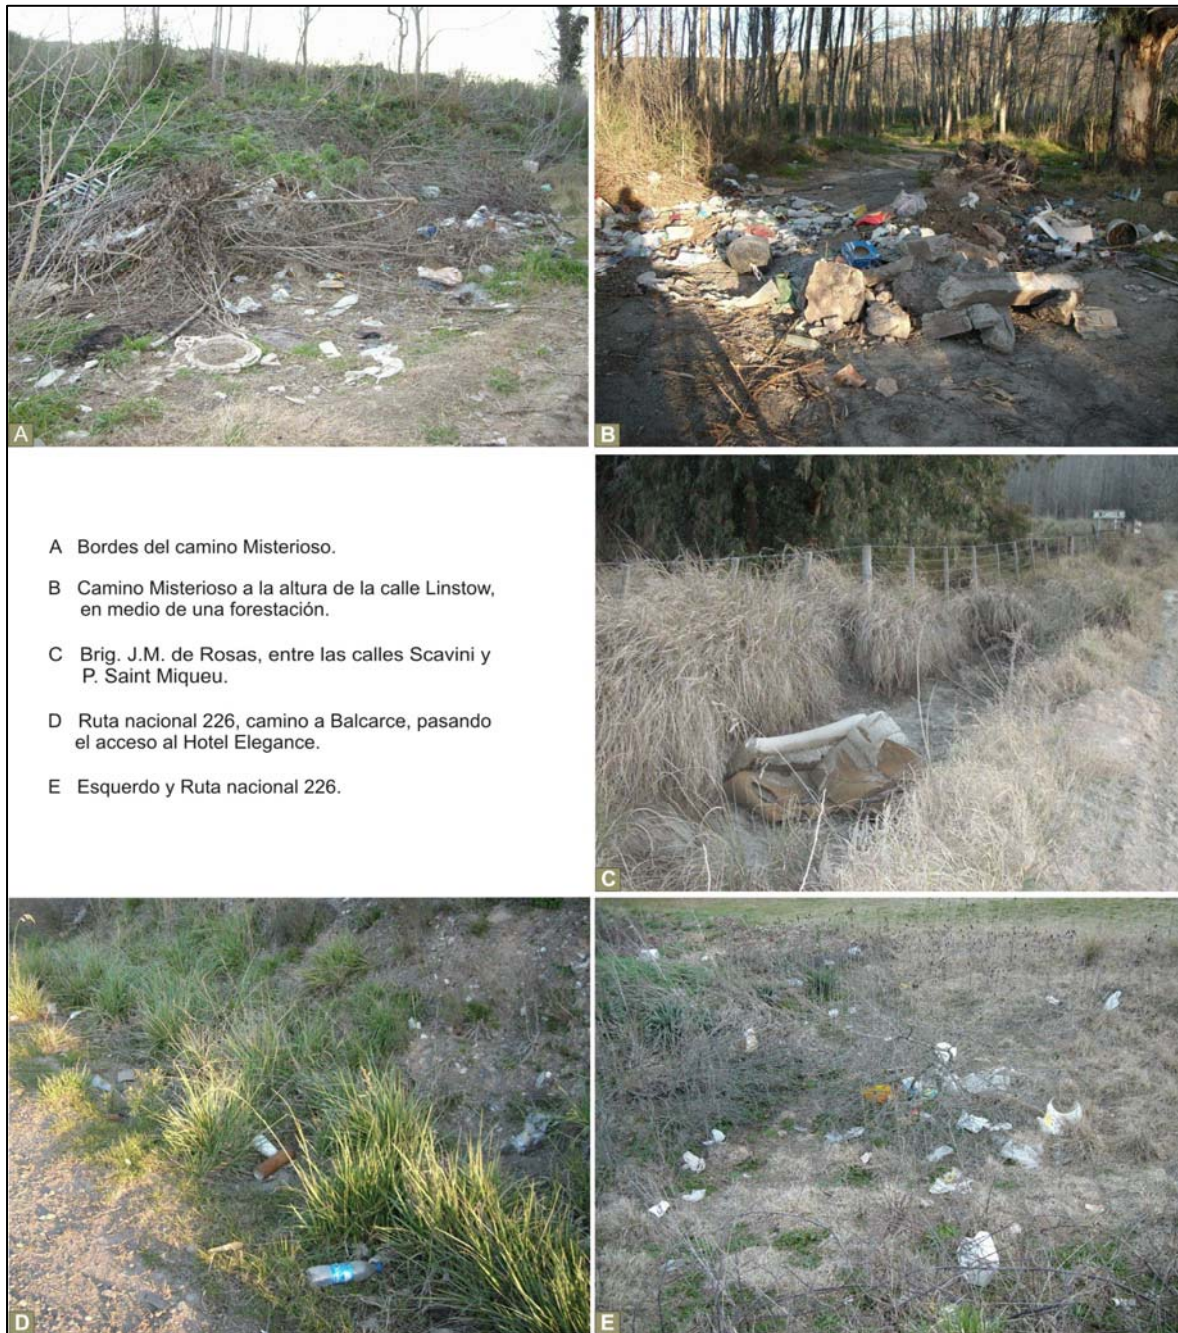 A
B
A Bordes del camino Misterioso.
B Camino Misterioso a la altura de la calle Linstow,
en medio de una forestación.
C Brig. J.M. de Rosas, entre las calles Scavini y
P. Saint Miqueu.
D Ruta nacional 226, camino a Balcarce, pasando
el acceso al Hotel Elegance.
E Esquerdo y Ruta nacional 226.
C
D
E